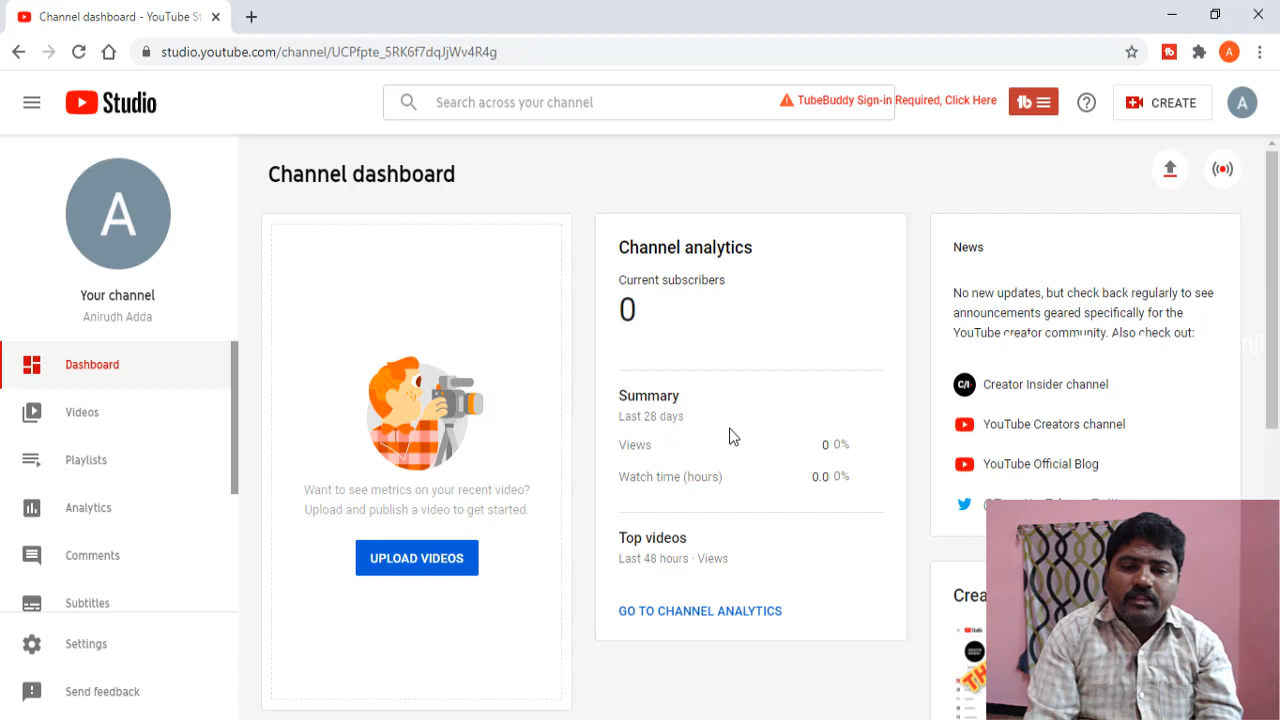 Channel dashboard - YouTube St
studio.youtube.com/channel/UCPfpte_5RK6f7dqJjWv4R4g
A
Studio
Search across your channel
TubeBuddy Sign-in Required, Click Here
tb
CREATE
A
A
Your channel
Anirudh Adda
Dashboard
Videos
Playlists
Analytics
Comments
Subtitles
Settings
Send feedback
Channel dashboard
Want to see metrics on your recent video?
Upload and publish a video to get started.
UPLOAD VIDEOS
Channel analytics
Current subscribers
0
Summary
Last 28 days
Views 0 0%
Watch time (hours) 0.0 0%
Top videos
Last 48 hours · Views
GO TO CHANNEL ANALYTICS
News
No new updates, but check back regularly to see
announcements geared specifically for the
YouTube creator community. Also check out:
C/I
Creator Insider channel
YouTube Creators channel
YouTube Official Blog
Studio